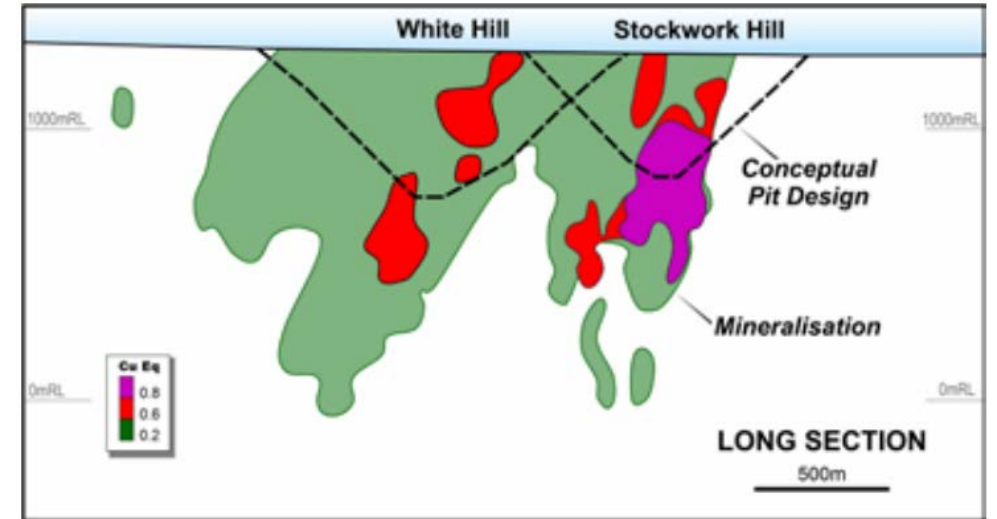 White Hill
Stockwork Hill
1000mRL
1000mRL
Conceptual
Pit Design
Mineralisation
Cu Eq
0.8
0.6
0.2
0mRL
0mRL
LONG SECTION
500m